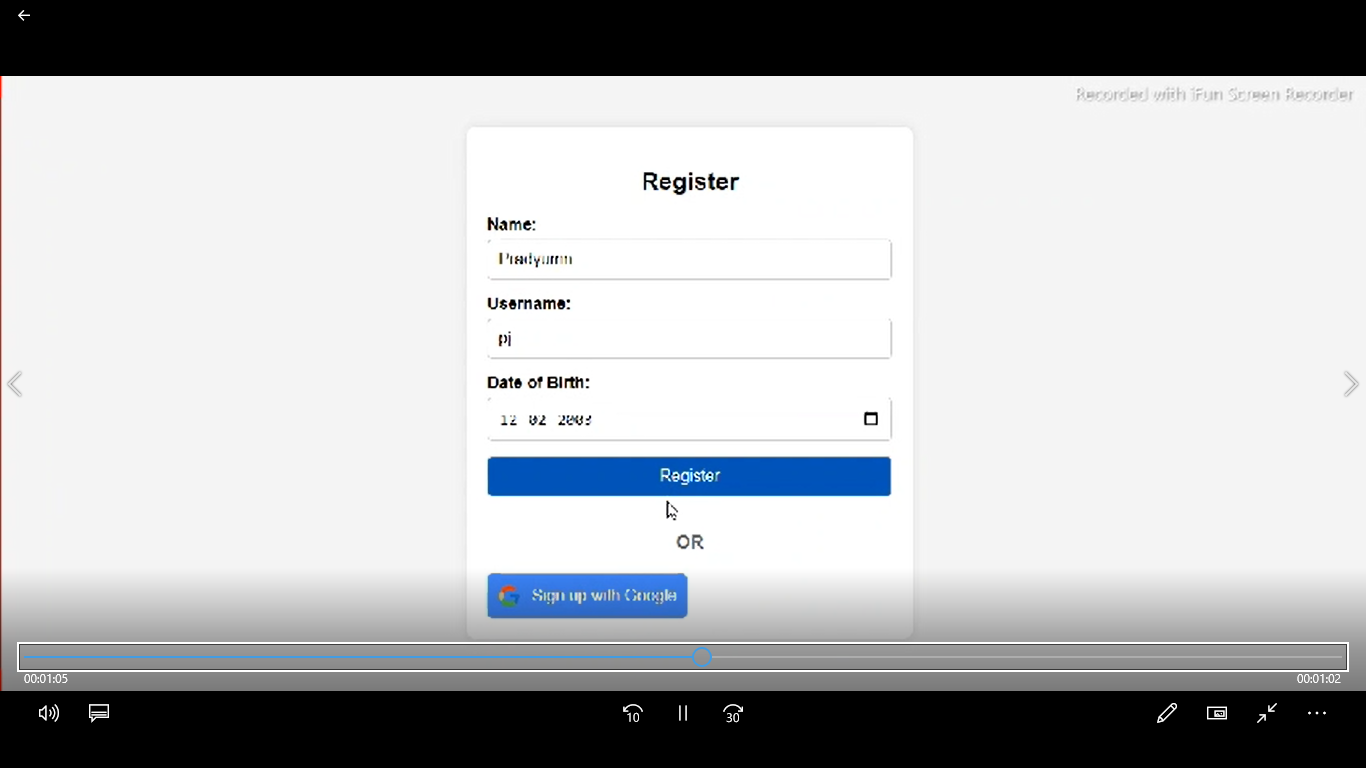 Recorded with iFun Screen Recorder
Register
Name:
Pradyumn
Username:
pj
Date of Birth:
12 02 2003
Register
OR
Sign up with Google
00:01:05
00:01:02
10
30